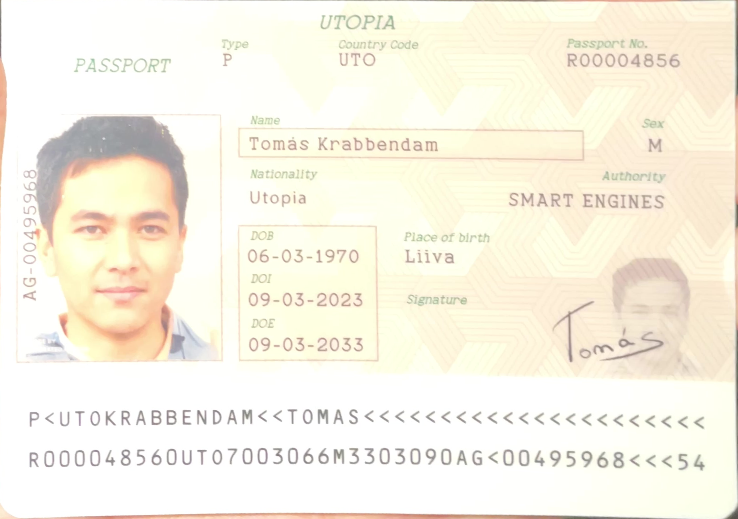 UTOPIA
PASSPORT
Type
P
Country Code
UTO
Passport No.
R00004856
Name
Tomás Krabbendam
Sex
M
Nationality
Utopia
Authority
SMART ENGINES
AG-00495968
DOB
06-03-1970
Place of birth
Liiva
DOI
09-03-2023
Signature
Tomás
DOE
09-03-2033
P<UTOKRABBENDAM<<TOMAS<<<<<<<<<<<<<<<<<<<<<<
R000048560UTO7003066M3303090AG<00495968<<<54